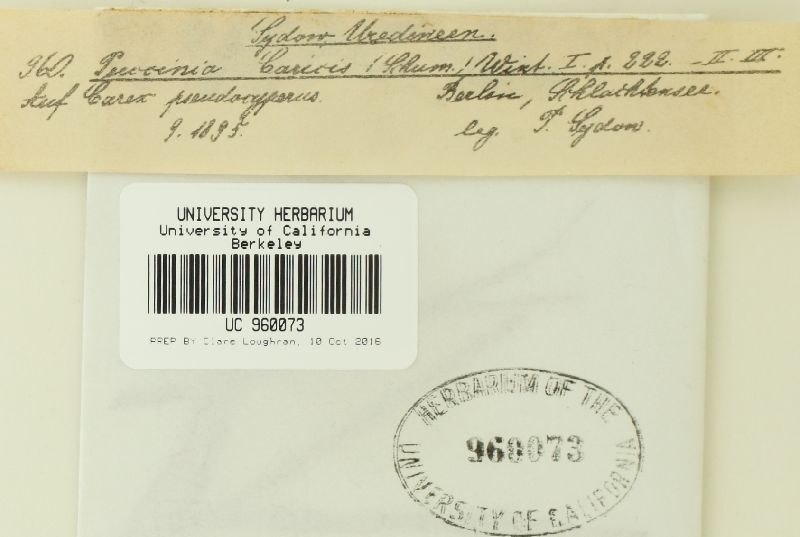 Sydow, Uredineen.
960. Puccinia Caricis (Schum.) Wint. I. p. 222. — II. III.
Auf Carex pseudocyperus. Berlin, Schlachtensee.
9. 1895. leg. P. Sydow.
UNIVERSITY HERBARIUM
University of California
Berkeley
UC 960073
PREP BY Clare Loughran, 10 Oct 2016
HERBARIUM OF THE
960073
UNIVERSITY OF CALIFORNIA